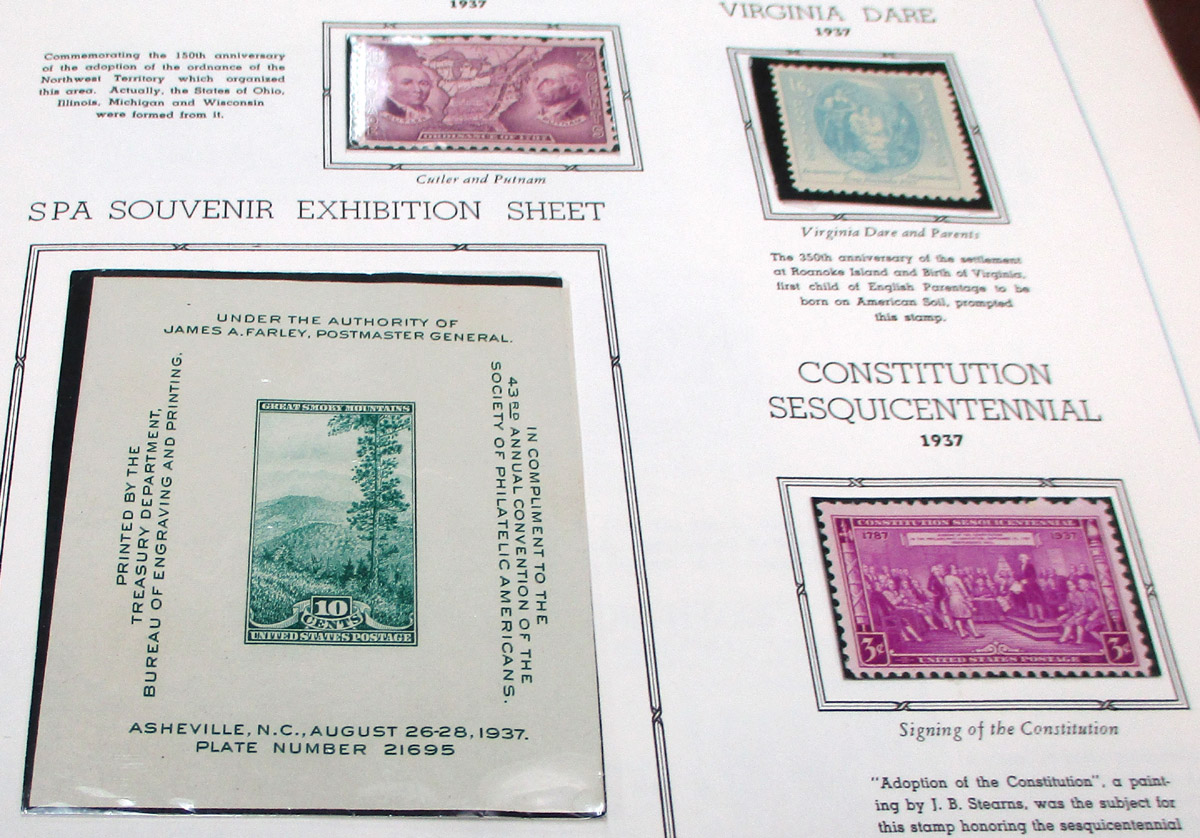 1937
Commemorating the 150th anniversary
of the adoption of the ordnance of the
Northwest Territory which organized
this area. Actually, the States of Ohio,
Illinois, Michigan and Wisconsin
were formed from it.
ORDINANCE OF 1787
Cutler and Putnam
SPA SOUVENIR EXHIBITION SHEET
UNDER THE AUTHORITY OF
JAMES A. FARLEY, POSTMASTER GENERAL.
PRINTED BY THE
TREASURY DEPARTMENT,
BUREAU OF ENGRAVING AND PRINTING.
GREAT SMOKY MOUNTAINS
10
CENTS
UNITED STATES POSTAGE
IN COMPLIMENT TO THE
43RD ANNUAL CONVENTION OF THE
SOCIETY OF PHILATELIC AMERICANS.
ASHEVILLE, N.C., AUGUST 26-28, 1937.
PLATE NUMBER 21695
VIRGINIA DARE
1937
Virginia Dare and Parents
The 350th anniversary of the settlement
at Roanoke Island and Birth of Virginia,
first child of English Parentage to be
born on American Soil, prompted
this stamp.
CONSTITUTION
SESQUICENTENNIAL
1937
CONSTITUTION SESQUICENTENNIAL
1787 1937
3¢ 3¢
UNITED STATES POSTAGE
Signing of the Constitution
"Adoption of the Constitution", a paint-
ing by J. B. Stearns, was the subject for
this stamp honoring the sesquicentennial